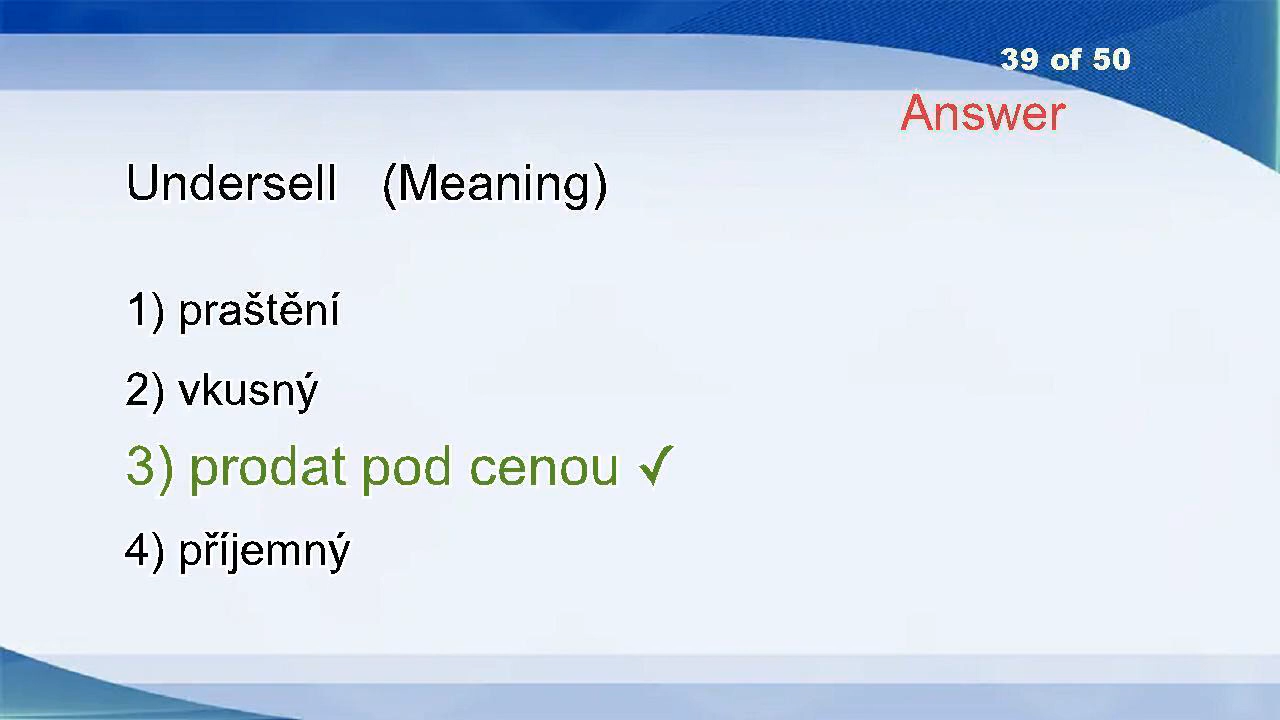 39 of 50
Answer
Undersell (Meaning)
1) praštění
2) vkusný
3) prodat pod cenou ✓
4) příjemný